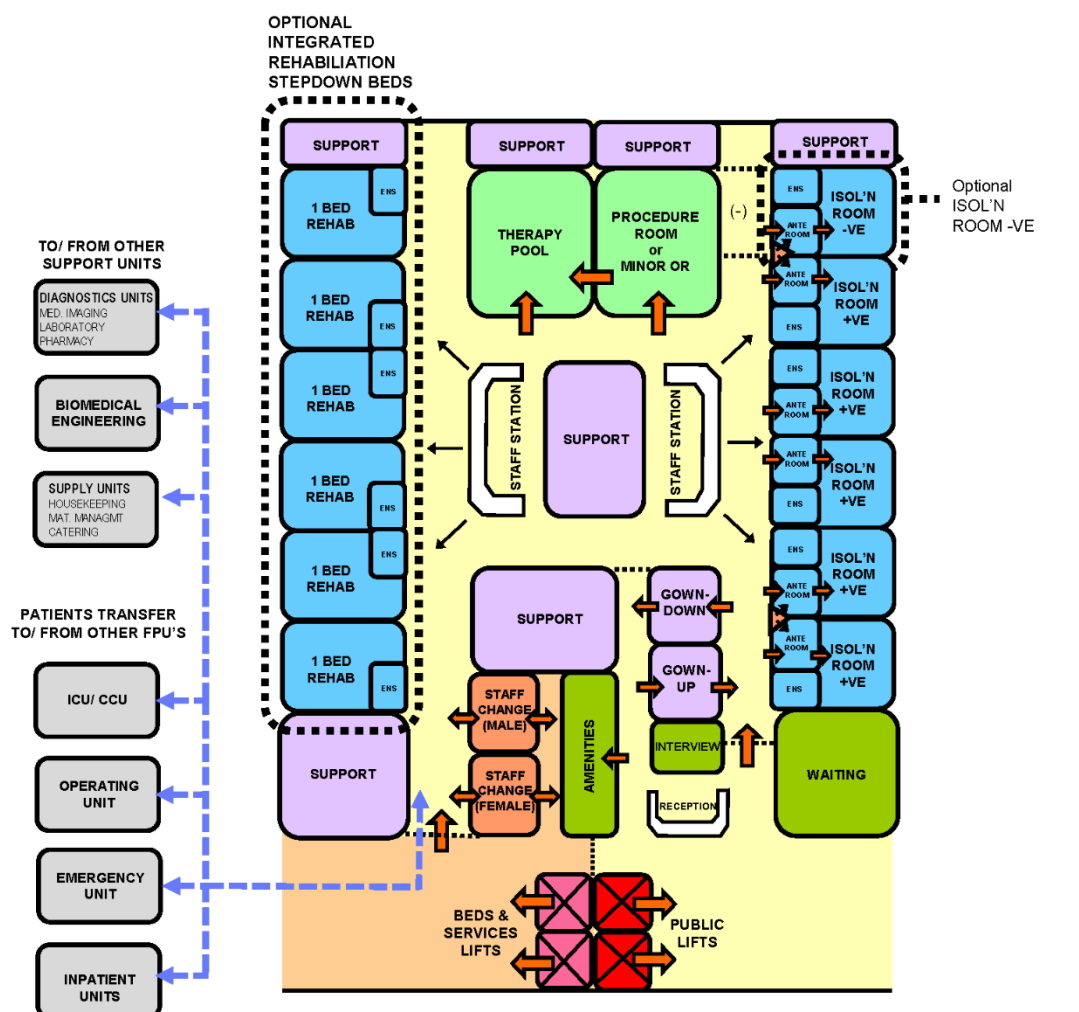 OPTIONAL
INTEGRATED
REHABILIATION
STEPDOWN BEDS
SUPPORT
SUPPORT
SUPPORT
SUPPORT
TO/ FROM OTHER
SUPPORT UNITS
DIAGNOSTICS UNITS
MED. IMAGING
LABORATORY
PHARMACY
BIOMEDICAL
ENGINEERING
SUPPLY UNITS
HOUSEKEEPING
MAT. MANAGMT
CATERING
PATIENTS TRANSFER
TO/ FROM OTHER FPU'S
ICU/ CCU
OPERATING
UNIT
EMERGENCY
UNIT
INPATIENT
UNITS
ENS
1 BED
REHAB
1 BED
REHAB
ENS
ENS
1 BED
REHAB
1 BED
REHAB
ENS
ENS
1 BED
REHAB
1 BED
REHAB
ENS
SUPPORT
THERAPY
POOL
PROCEDURE
ROOM
or
MINOR OR
(-)
STAFF STATION
SUPPORT
STAFF STATION
SUPPORT
GOWN-
DOWN
GOWN-
UP
STAFF
CHANGE
(MALE)
STAFF
CHANGE
(FEMALE)
AMENITIES
INTERVIEW
RECEPTION
WAITING
BEDS &
SERVICES
LIFTS
PUBLIC
LIFTS
ENS
ISOL'N
ROOM
-VE
ANTE
ROOM
Optional
ISOL'N
ROOM -VE
ANTE
ROOM
ISOL'N
ROOM
+VE
ENS
ENS
ISOL'N
ROOM
+VE
ANTE
ROOM
ANTE
ROOM
ISOL'N
ROOM
+VE
ENS
ENS
ISOL'N
ROOM
+VE
ANTE
ROOM
ANTE
ROOM
ISOL'N
ROOM
+VE
ENS